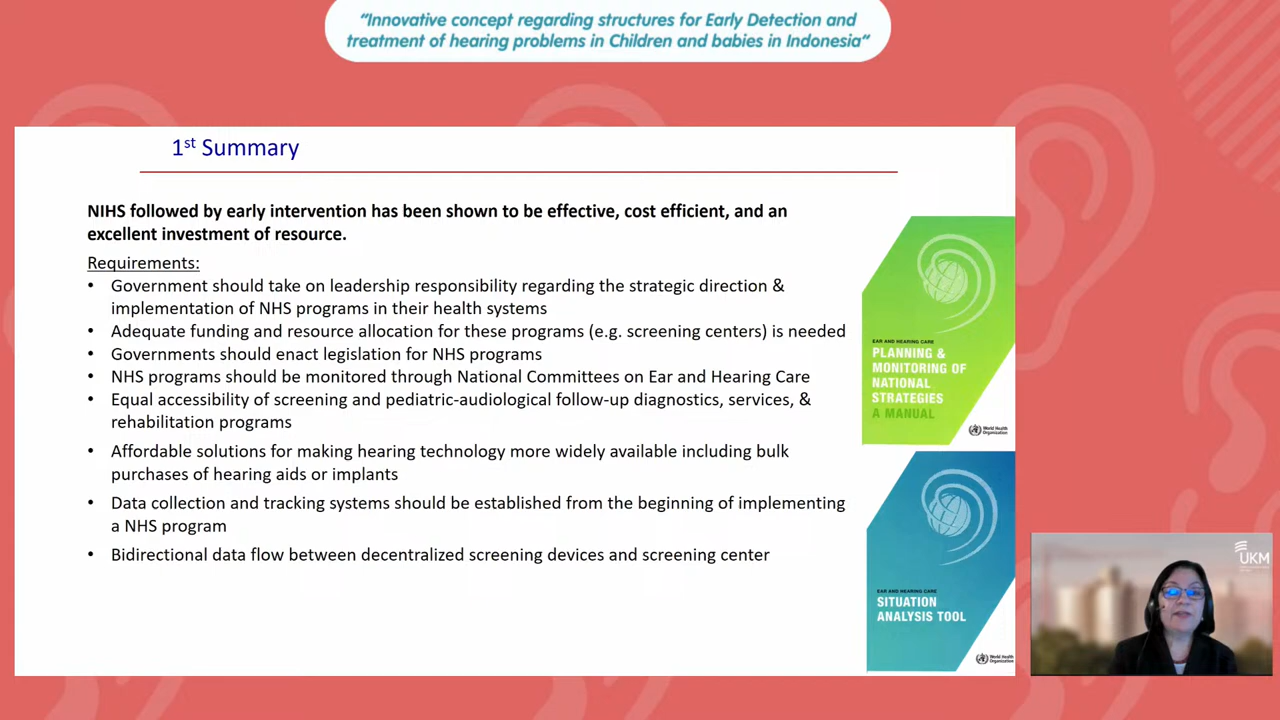 “Innovative concept regarding structures for Early Detection and
treatment of hearing problems in Children and babies in Indonesia“
1st Summary
NIHS followed by early intervention has been shown to be effective, cost efficient, and an
excellent investment of resource.
Requirements:
• Government should take on leadership responsibility regarding the strategic direction &
implementation of NHS programs in their health systems
• Adequate funding and resource allocation for these programs (e.g. screening centers) is needed
• Governments should enact legislation for NHS programs
• NHS programs should be monitored through National Committees on Ear and Hearing Care
• Equal accessibility of screening and pediatric-audiological follow-up diagnostics, services, &
rehabilitation programs
• Affordable solutions for making hearing technology more widely available including bulk
purchases of hearing aids or implants
• Data collection and tracking systems should be established from the beginning of implementing
a NHS program
• Bidirectional data flow between decentralized screening devices and screening center
EAR AND HEARING CARE
PLANNING &
MONITORING OF
NATIONAL
STRATEGIES
A MANUAL
World Health
Organization
EAR AND HEARING CARE
SITUATION
ANALYSIS TOOL
World Health
Organization
UKM